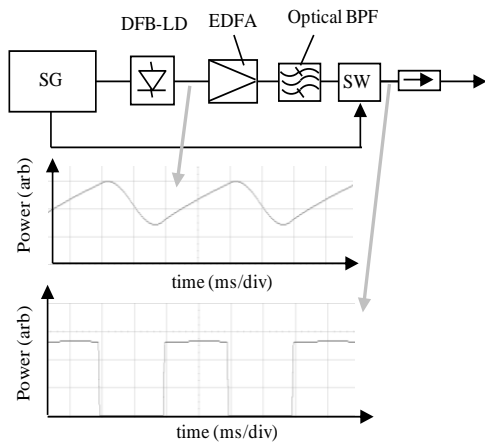 Optical BPF
DFB-LD
EDFA
SG
SW
Power (arb)
time (ms/div)
Power (arb)
time (ms/div)